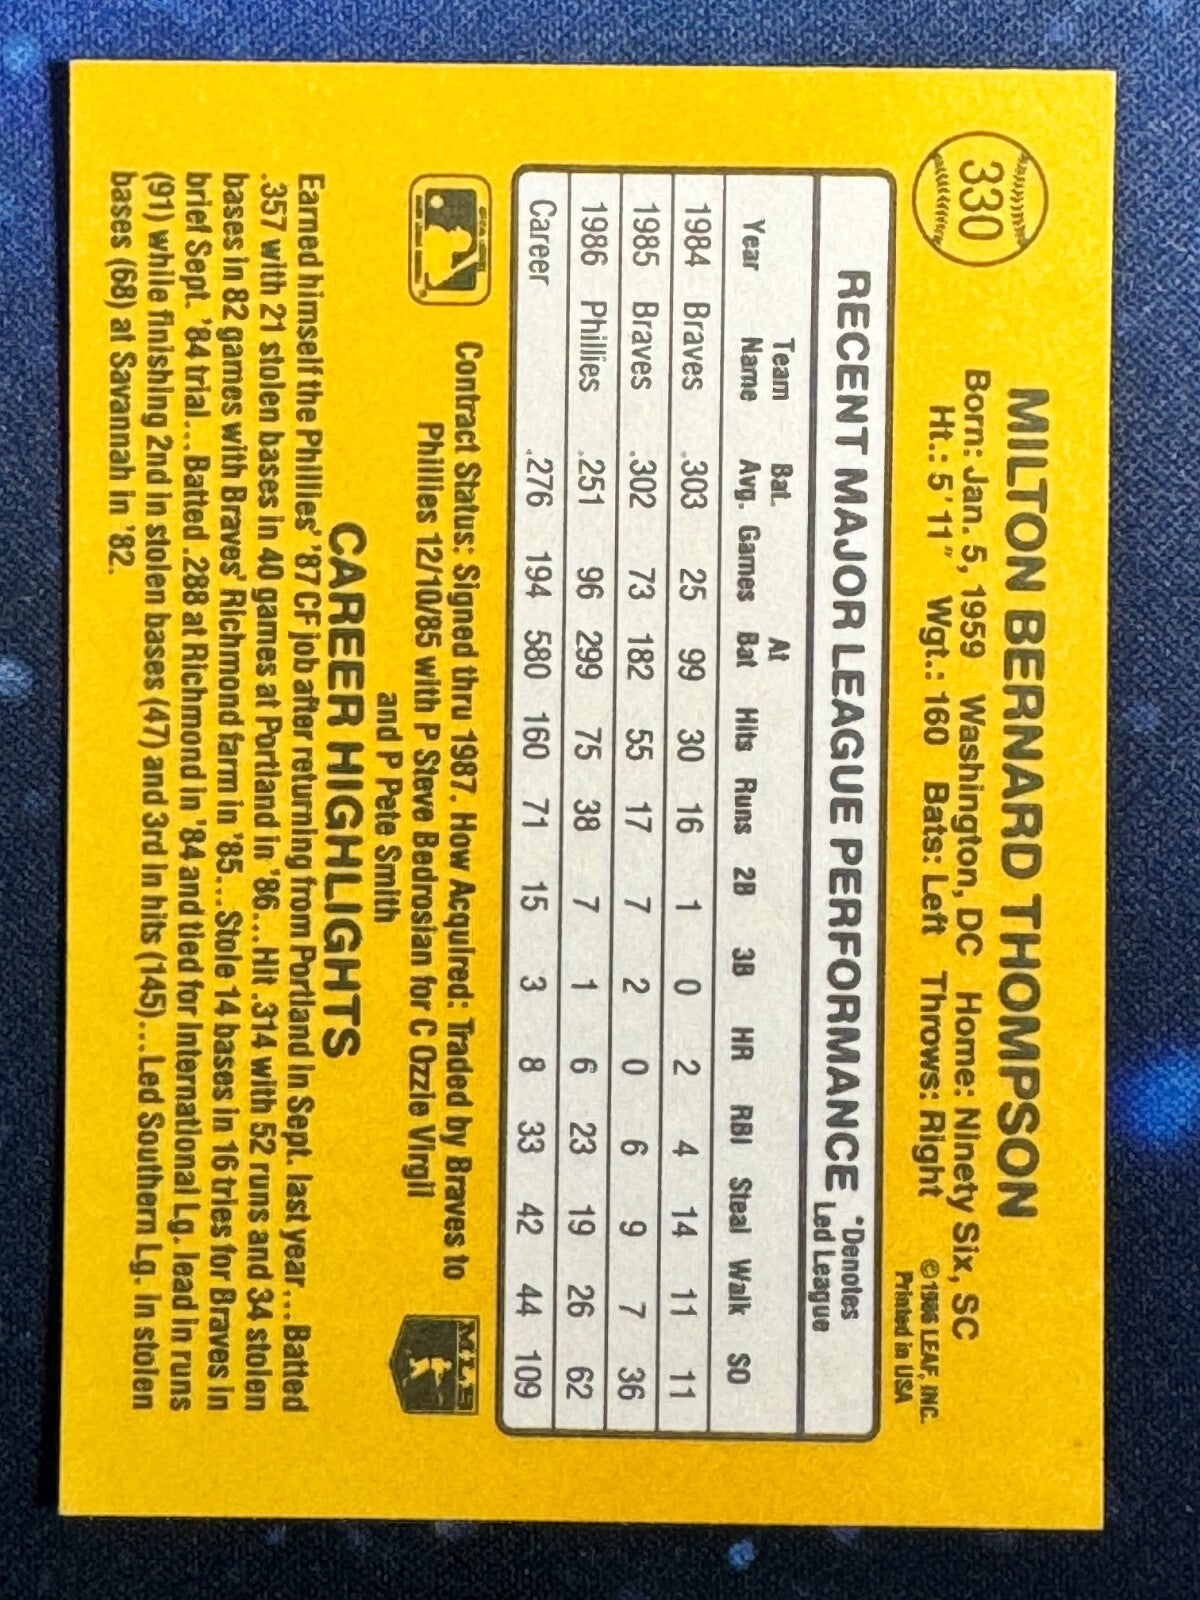 330
MILTON BERNARD THOMPSON
Born: Jan. 5, 1959 Washington, DC Home: Ninety Six, SC
Ht.: 5' 11" Wgt.: 160 Bats: Left Throws: Right
©1986 LEAF, INC.
Printed in USA
RECENT MAJOR LEAGUE PERFORMANCE *Denotes Led League
Year Team Name Bat. Avg. Games At Bat Hits Runs 2B 3B HR RBI Steal Walk SO
1984 Braves .303 25 99 30 16 1 0 2 4 14 11 11
1985 Braves .302 73 182 55 17 7 2 0 6 9 7 36
1986 Phillies .251 96 299 75 38 7 1 6 23 19 26 62
Career .276 194 580 160 71 15 3 8 33 42 44 109
Contract Status: Signed thru 1987. How Acquired: Traded by Braves to
Phillies 12/10/85 with P Steve Bedrosian for C Ozzie Virgil
and P Pete Smith
MLB
CAREER HIGHLIGHTS
Earned himself the Phillies' '87 CF job after returning from Portland in Sept. last year...Batted
.357 with 21 stolen bases in 40 games at Portland in '86...Hit .314 with 52 runs and 34 stolen
bases in 82 games with Braves' Richmond farm in '85...Stole 14 bases in 16 tries for Braves in
brief Sept. '84 trial...Batted .288 at Richmond in '84 and tied for International Lg. lead in runs
(91) while finishing 2nd in stolen bases (47) and 3rd in hits (145)...Led Southern Lg. in stolen
bases (68) at Savannah in '82.